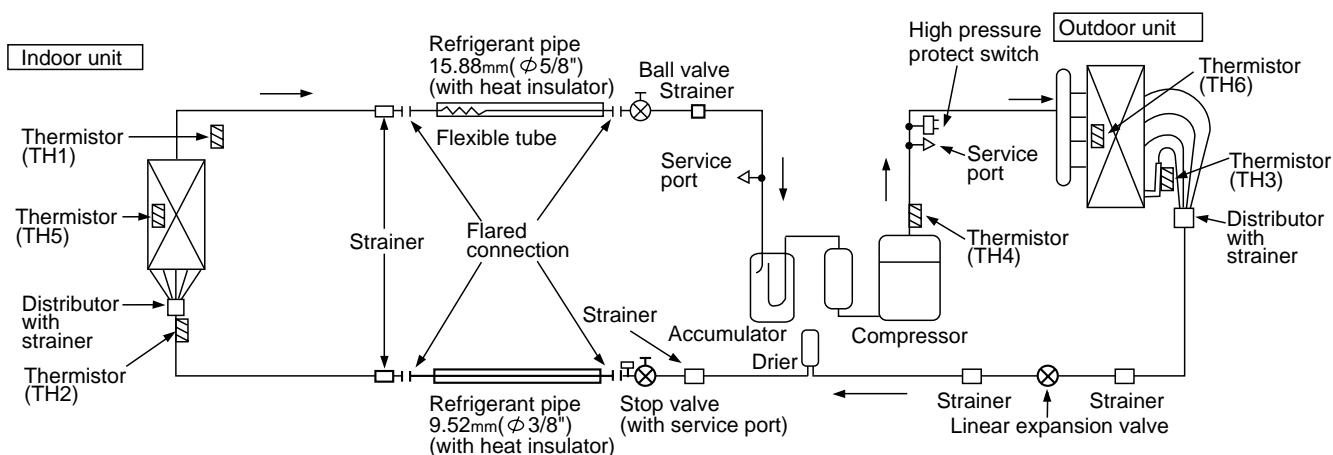 Indoor unit
Refrigerant pipe
15.88mm(ϕ5/8")
(with heat insulator)
Ball valve
Strainer
High pressure
protect switch
Outdoor unit
Thermistor
(TH6)
Thermistor
(TH1)
Flexible tube
Service
port
Service
port
Thermistor
(TH3)
Thermistor
(TH5)
Strainer
Flared
connection
Thermistor
(TH4)
Distributor
with
strainer
Distributor
with
strainer
Strainer
Accumulator
Compressor
Drier
Thermistor
(TH2)
Refrigerant pipe
9.52mm(ϕ3/8")
(with heat insulator)
Stop valve
(with service port)
Strainer
Strainer
Linear expansion valve